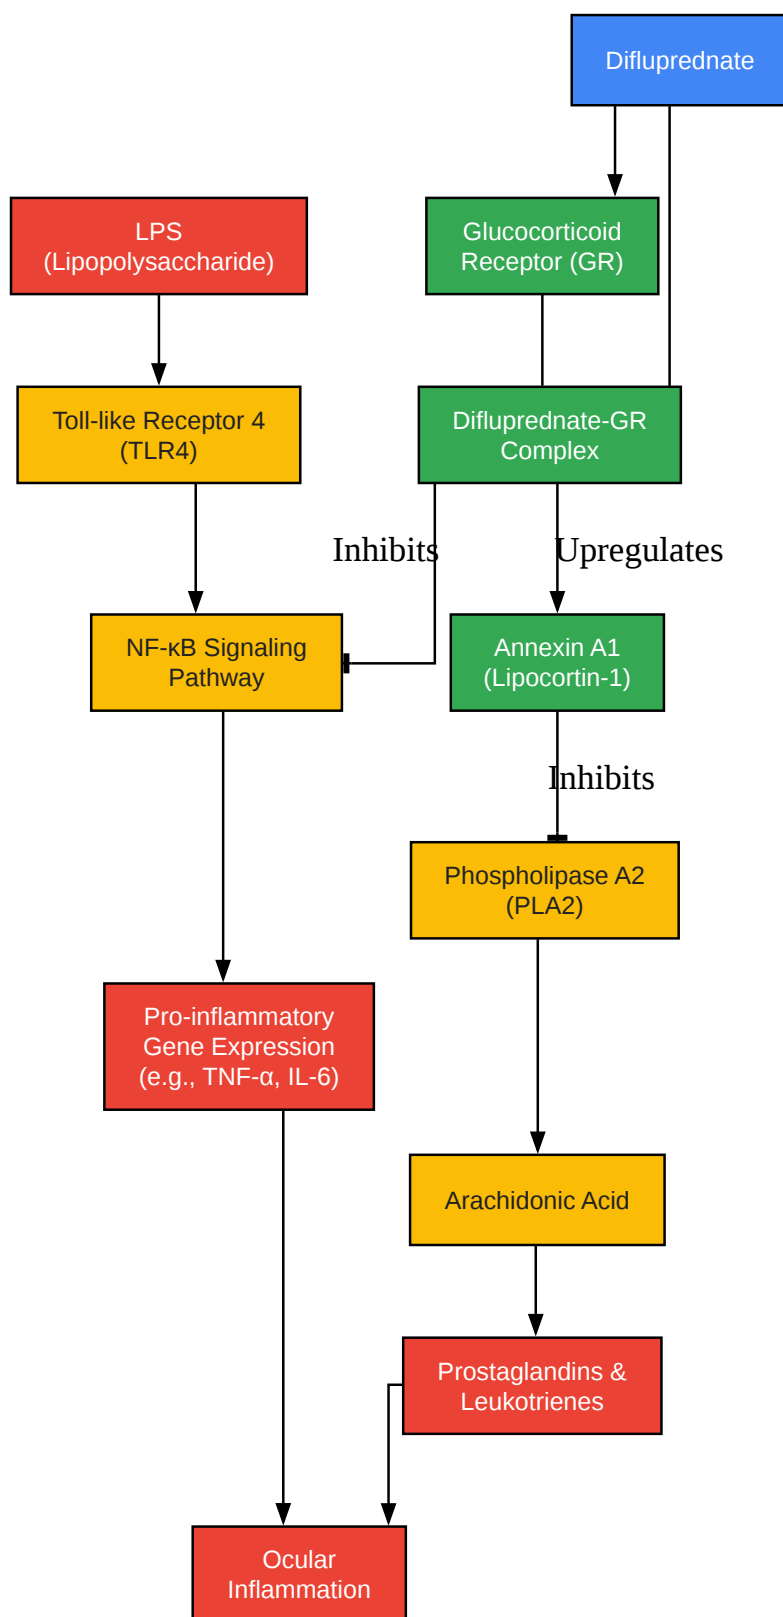 Difluprednate
LPS
(Lipopolysaccharide)
Glucocorticoid
Receptor (GR)
Toll-like Receptor 4
(TLR4)
Difluprednate-GR
Complex
Inhibits
Upregulates
NF-κB Signaling
Pathway
Annexin A1
(Lipocortin-1)
Inhibits
Phospholipase A2
(PLA2)
Pro-inflammatory
Gene Expression
(e.g., TNF-α, IL-6)
Arachidonic Acid
Prostaglandins &
Leukotrienes
Ocular
Inflammation